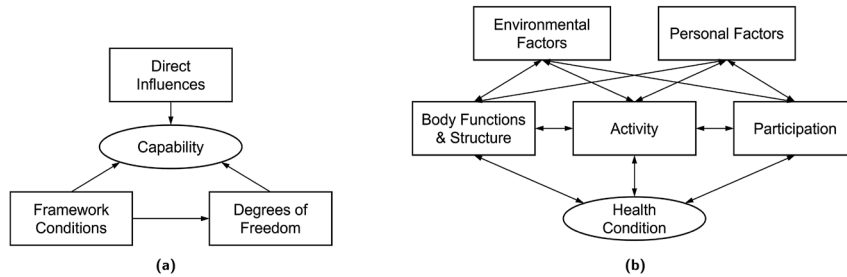 Direct
Influences
Capability
Framework
Conditions
Degrees of
Freedom
(a)
Environmental
Factors
Personal Factors
Body Functions
& Structure
Activity
Participation
Health
Condition
(b)